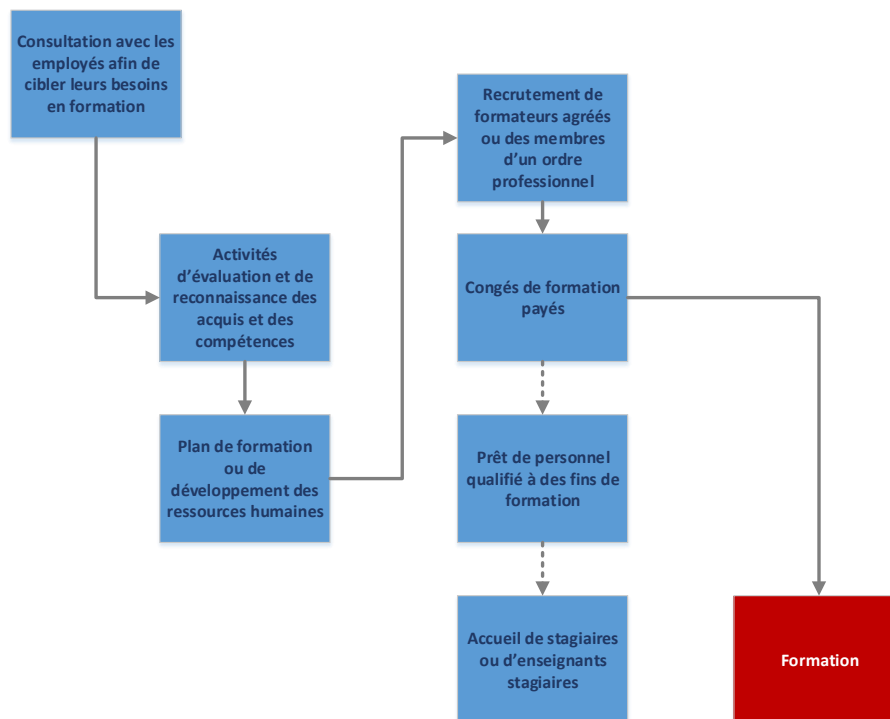 Consultation avec les
employés afin de
cibler leurs besoins
en formation
Activités
d'évaluation et de
reconnaissance des
acquis et des
compétences
Plan de formation
ou de
développement des
ressources humaines
Recrutement de
formateurs agréés
ou des membres
d'un ordre
professionnel
Congés de formation
payés
Prêt de personnel
qualifié à des fins de
formation
Accueil de stagiaires
ou d'enseignants
stagiaires
Formation